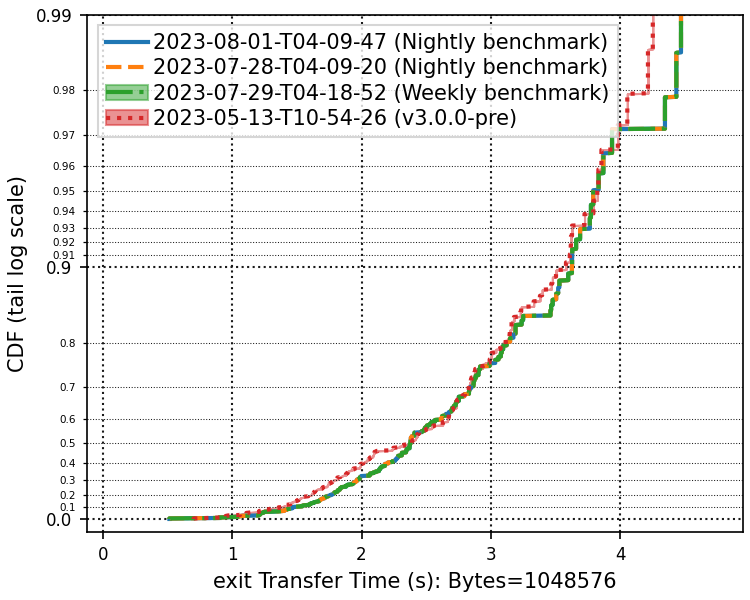 0.99
2023-08-01-T04-09-47 (Nightly benchmark)
2023-07-28-T04-09-20 (Nightly benchmark)
2023-07-29-T04-18-52 (Weekly benchmark)
2023-05-13-T10-54-26 (v3.0.0-pre)
0.98
0.97
0.96
0.95
0.94
0.93
0.92
0.91
0.9
0.8
0.7
0.6
0.5
0.4
0.3
0.2
0.1
0.0
CDF (tail log scale)
0 1 2 3 4
exit Transfer Time (s): Bytes=1048576